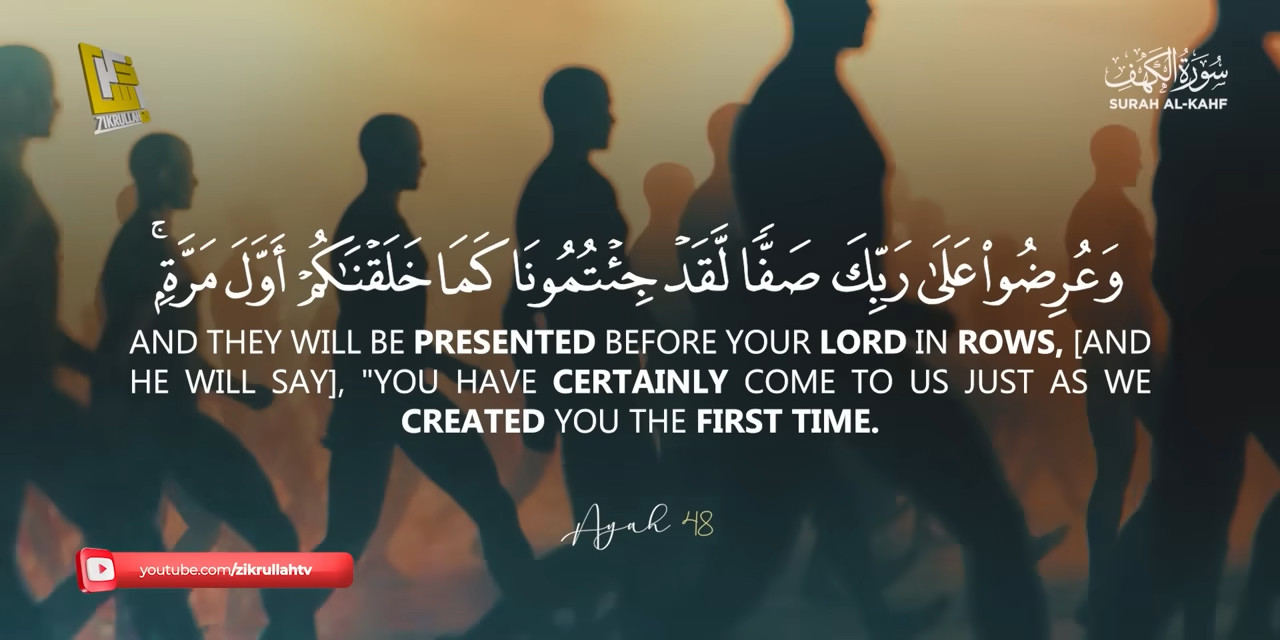 ZIKRULLAH
سُورَةُ الْكَهْفِ
SURAH AL-KAHF
وَعُرِضُوا۟ عَلَىٰ رَبِّكَ صَفًّا لَّقَدْ جِئْتُمُونَا كَمَا خَلَقْنَـٰكُمْ أَوَّلَ مَرَّةٍۭ ۚ
AND THEY WILL BE PRESENTED BEFORE YOUR LORD IN ROWS, [AND
HE WILL SAY], "YOU HAVE CERTAINLY COME TO US JUST AS WE
CREATED YOU THE FIRST TIME.
Ayah 48
youtube.com/zikrullahtv